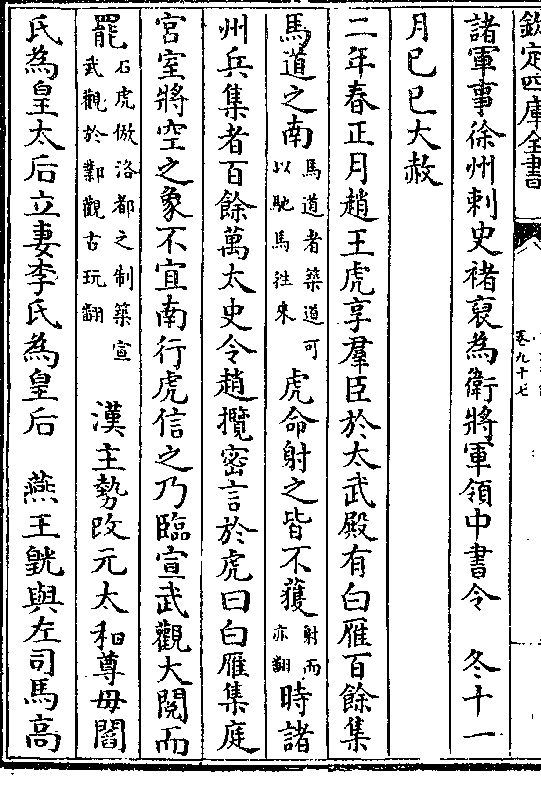 欽定四庫全書
卷九十七
諸軍事徐州刺史褚裒為衛將軍領中書令　冬十一
月己巳大赦
二年春正月趙王虎享羣臣於太武殿有白雁百餘集
馬道之南馬道者築道可以馳馬往來虎命射之皆不獲射而亦翻時諸
州兵集者百餘萬太史令趙攬密言於虎曰白雁集庭
宮室將空之象不宜南行虎信之乃臨宣武觀大閱而
罷石虎倣洛都之制築宣武觀於鄴觀古玩翻　漢主勢改元太和尊母閻
氏為皇太后立妻李氏為皇后　燕王皝與左司馬高